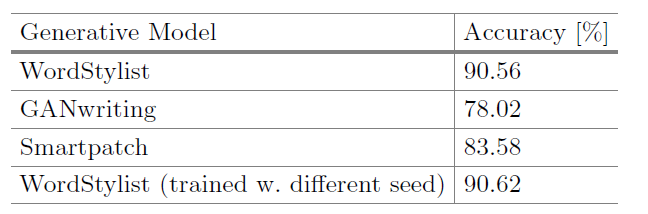 Generative Model Accuracy [%]
WordStylist 90.56
GANwriting 78.02
Smartpatch 83.58
WordStylist (trained w. different seed) 90.62